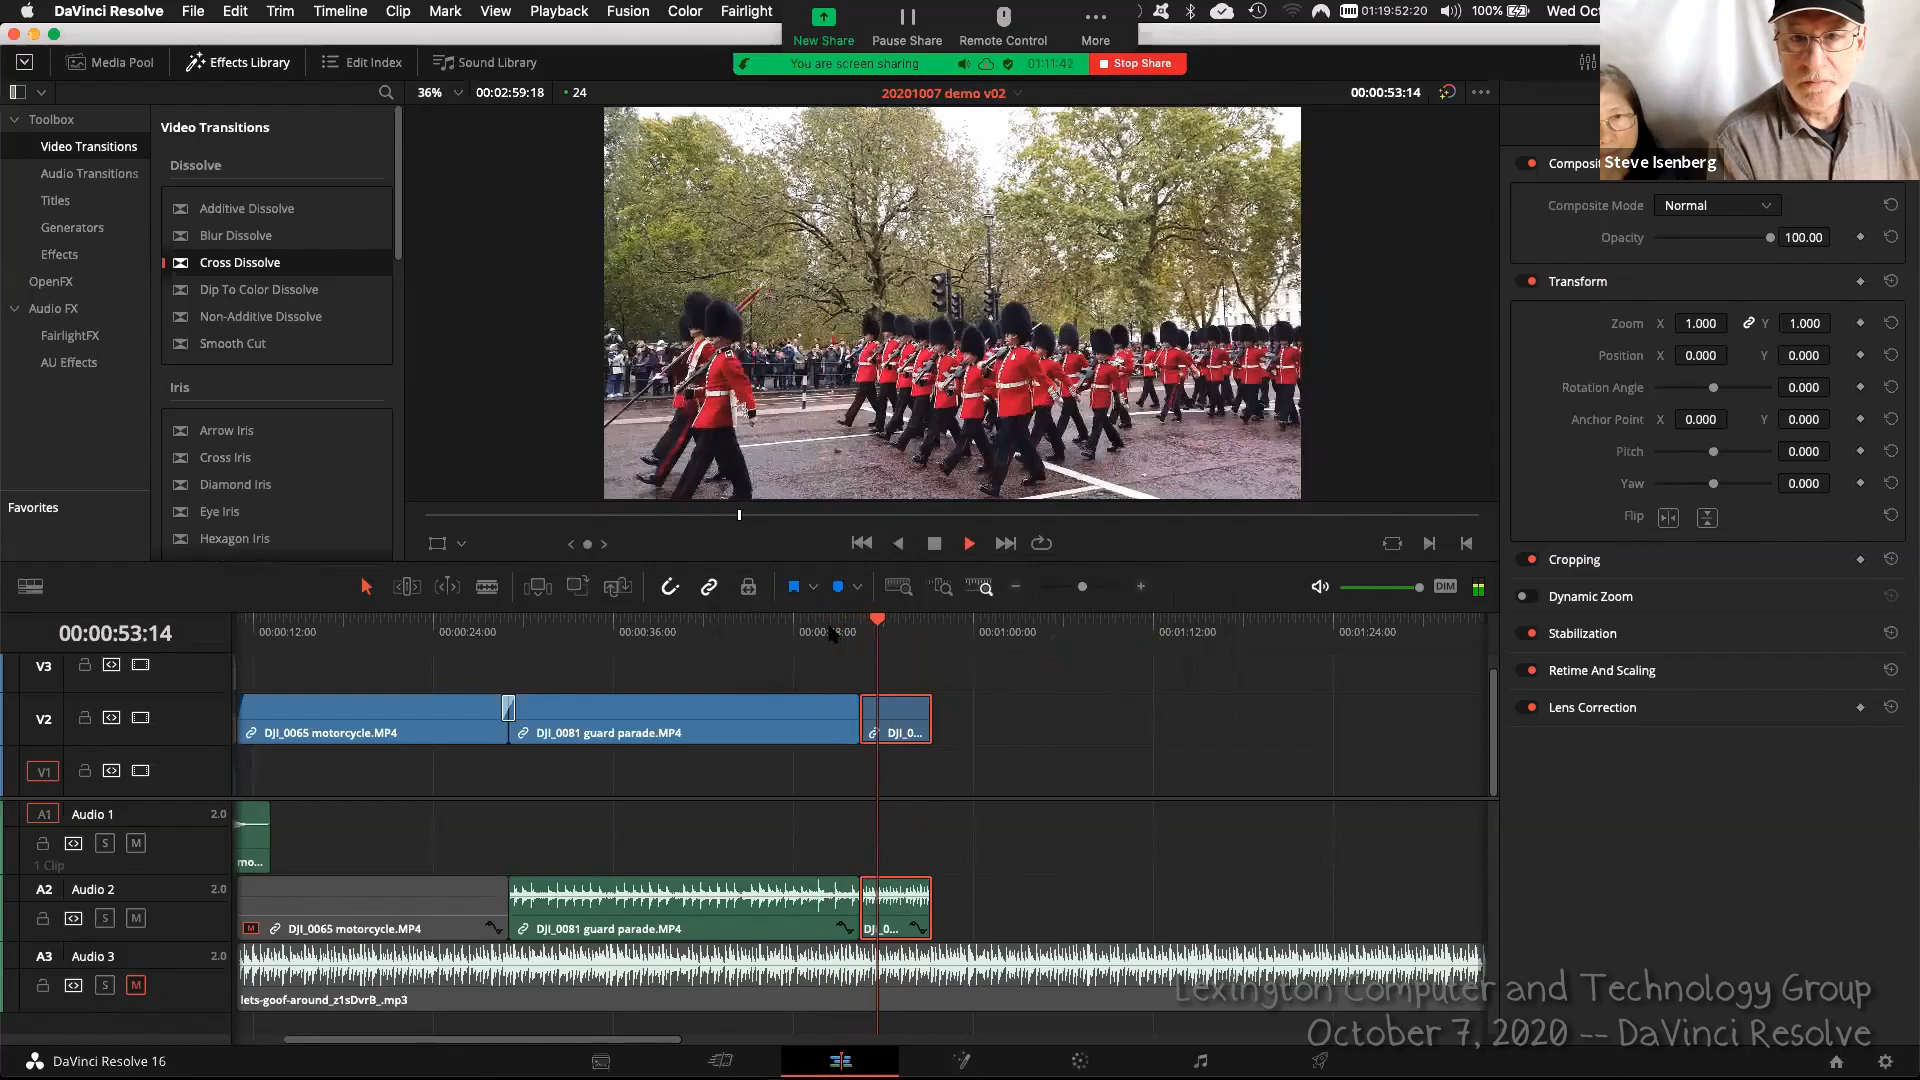 DaVinci Resolve File Edit Trim Timeline Clip Mark View Playback Fusion Color Fairlight
01:19:52:20 100% Wed Oc
New Share Pause Share Remote Control More
You are screen sharing 01:11:42 Stop Share
Media Pool Effects Library Edit Index Sound Library
36% 00:02:59:18 24 20201007 demo v02 00:00:53:14
Toolbox
Video Transitions
Audio Transitions
Titles
Generators
Effects
OpenFX
Audio FX
FairlightFX
AU Effects
Favorites
Video Transitions
Dissolve
Additive Dissolve
Blur Dissolve
Cross Dissolve
Dip To Color Dissolve
Non-Additive Dissolve
Smooth Cut
Iris
Arrow Iris
Cross Iris
Diamond Iris
Eye Iris
Hexagon Iris
Steve Isenberg
Composi
Composite Mode Normal
Opacity 100.00
Transform
Zoom X 1.000 Y 1.000
Position X 0.000 Y 0.000
Rotation Angle 0.000
Anchor Point X 0.000 Y 0.000
Pitch 0.000
Yaw 0.000
Flip
Cropping
Dynamic Zoom
Stabilization
Retime And Scaling
Lens Correction
DIM
00:00:53:14
00:00:12:00 00:00:24:00 00:00:36:00 00:01:00:00 00:01:12:00 00:01:24:00
V3
V2
DJI_0065 motorcycle.MP4 DJI_0081 guard parade.MP4 DJI_0...
V1
A1 Audio 1 2.0
S M
1 Clip
mo...
A2 Audio 2 2.0
S M
M DJI_0065 motorcycle.MP4 DJI_0081 guard parade.MP4 DJI_0...
A3 Audio 3 2.0
S M
lets-goof-around_z1sDvrB_.mp3
Lexington Computer and Technology Group
October 7, 2020 -- DaVinci Resolve
DaVinci Resolve 16